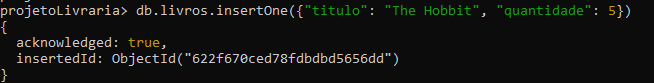 projetoLivraria> db.livros.insertOne({"titulo": "The Hobbit", "quantidade": 5})
{
  acknowledged: true,
  insertedId: ObjectId("622f670ced78fdbdbd5656dd")
}